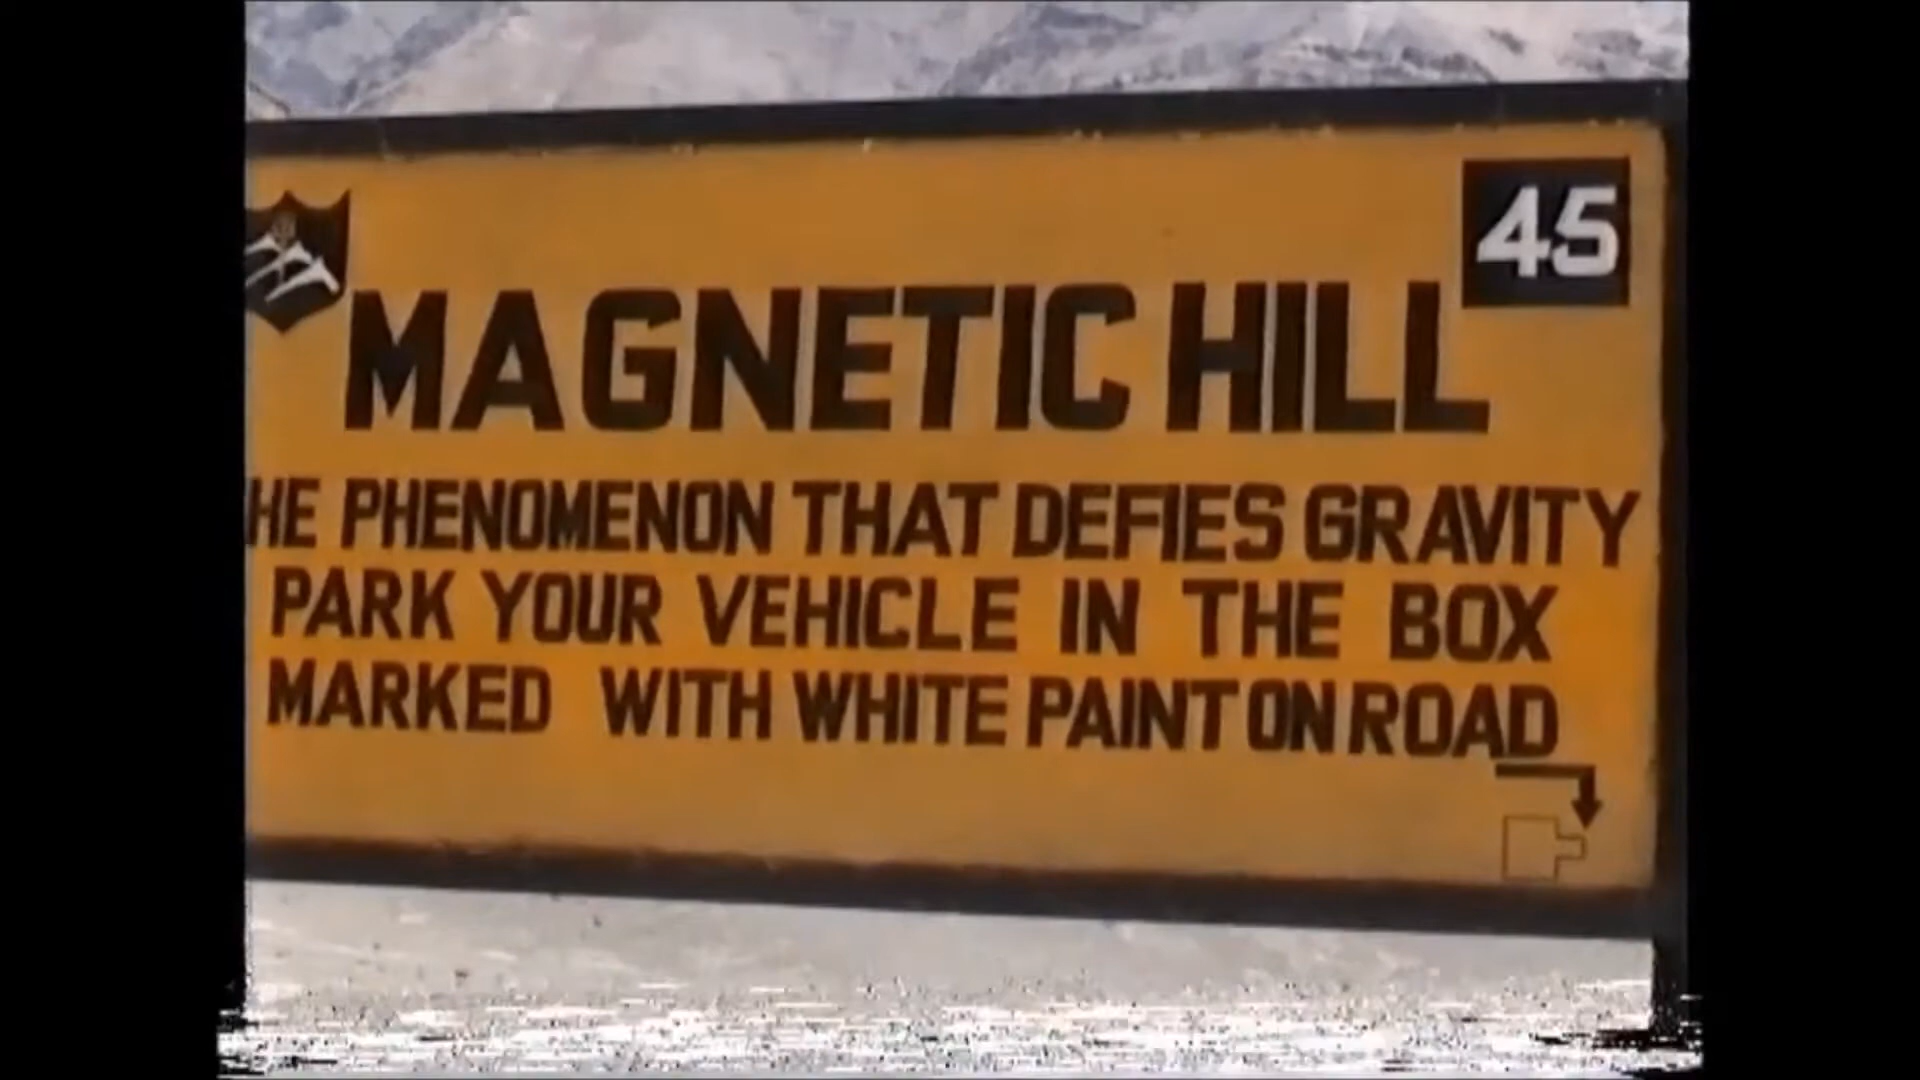 45
MAGNETIC HILL
HE PHENOMENON THAT DEFIES GRAVITY
PARK YOUR VEHICLE IN THE BOX
MARKED WITH WHITE PAINT ON ROAD